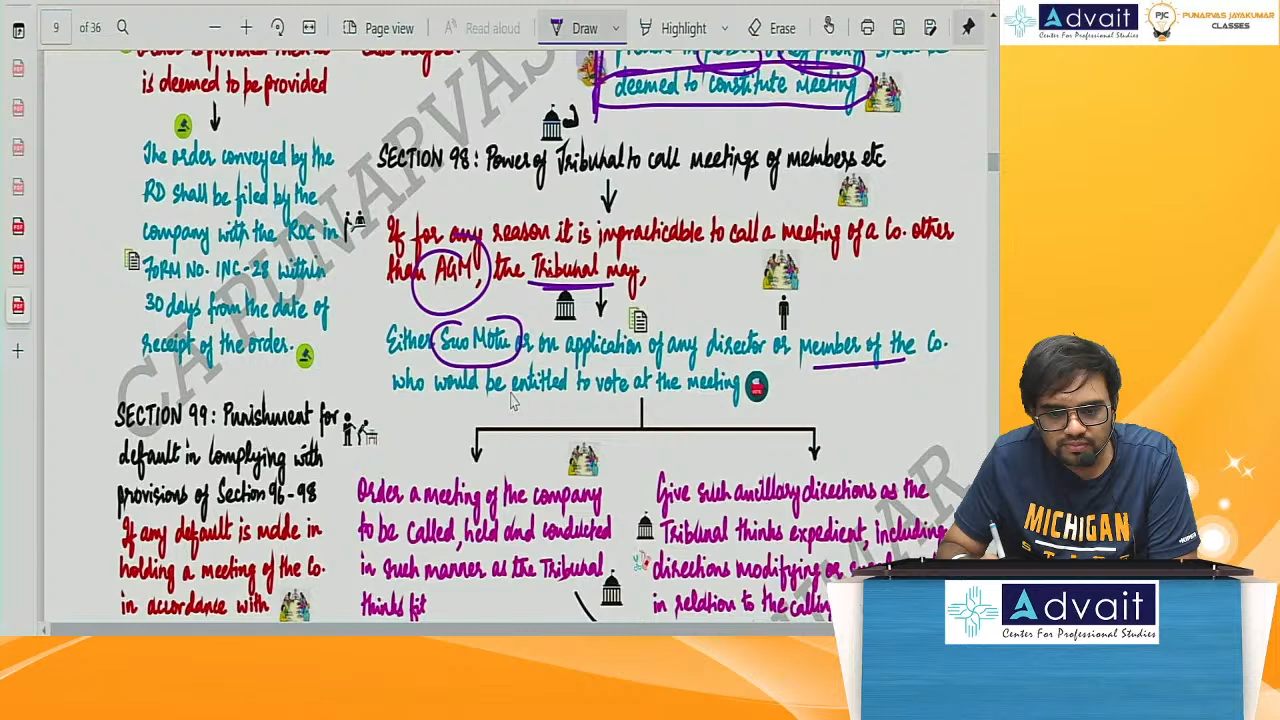 9 of 36
Page view
Read aloud
Draw
Highlight
Erase
Advait
Center For Professional Studies
PJC
PUNARVAS JAYAKUMAR
CLASSES
is deemed to be provided
deemed to constitute meeting
The order conveyed by the
RD shall be filed by the
company with the ROC in
FORM NO. INC-28 within
30 days from the date of
receipt of the order.
SECTION 99: Punishment for
default in complying with
provisions of Section 96-98
If any default is made in
holding a meeting of the Co.
in accordance with
SECTION 98: Power of Tribunal to call meetings of members etc
If for any reason it is impracticable to call a meeting of a Co. other
than AGM, the Tribunal may,
Either Suo Motu or on application of any director or member of the Co.
who would be entitled to vote at the meeting
Order a meeting of the company
to be called, held and conducted
in such manner as the Tribunal
thinks fit
Give such ancillary directions as the
Tribunal thinks expedient, including
directions modifying or
in relation to the calling
CA PUNARVAS
MICHIGAN
Advait
Center For Professional Studies